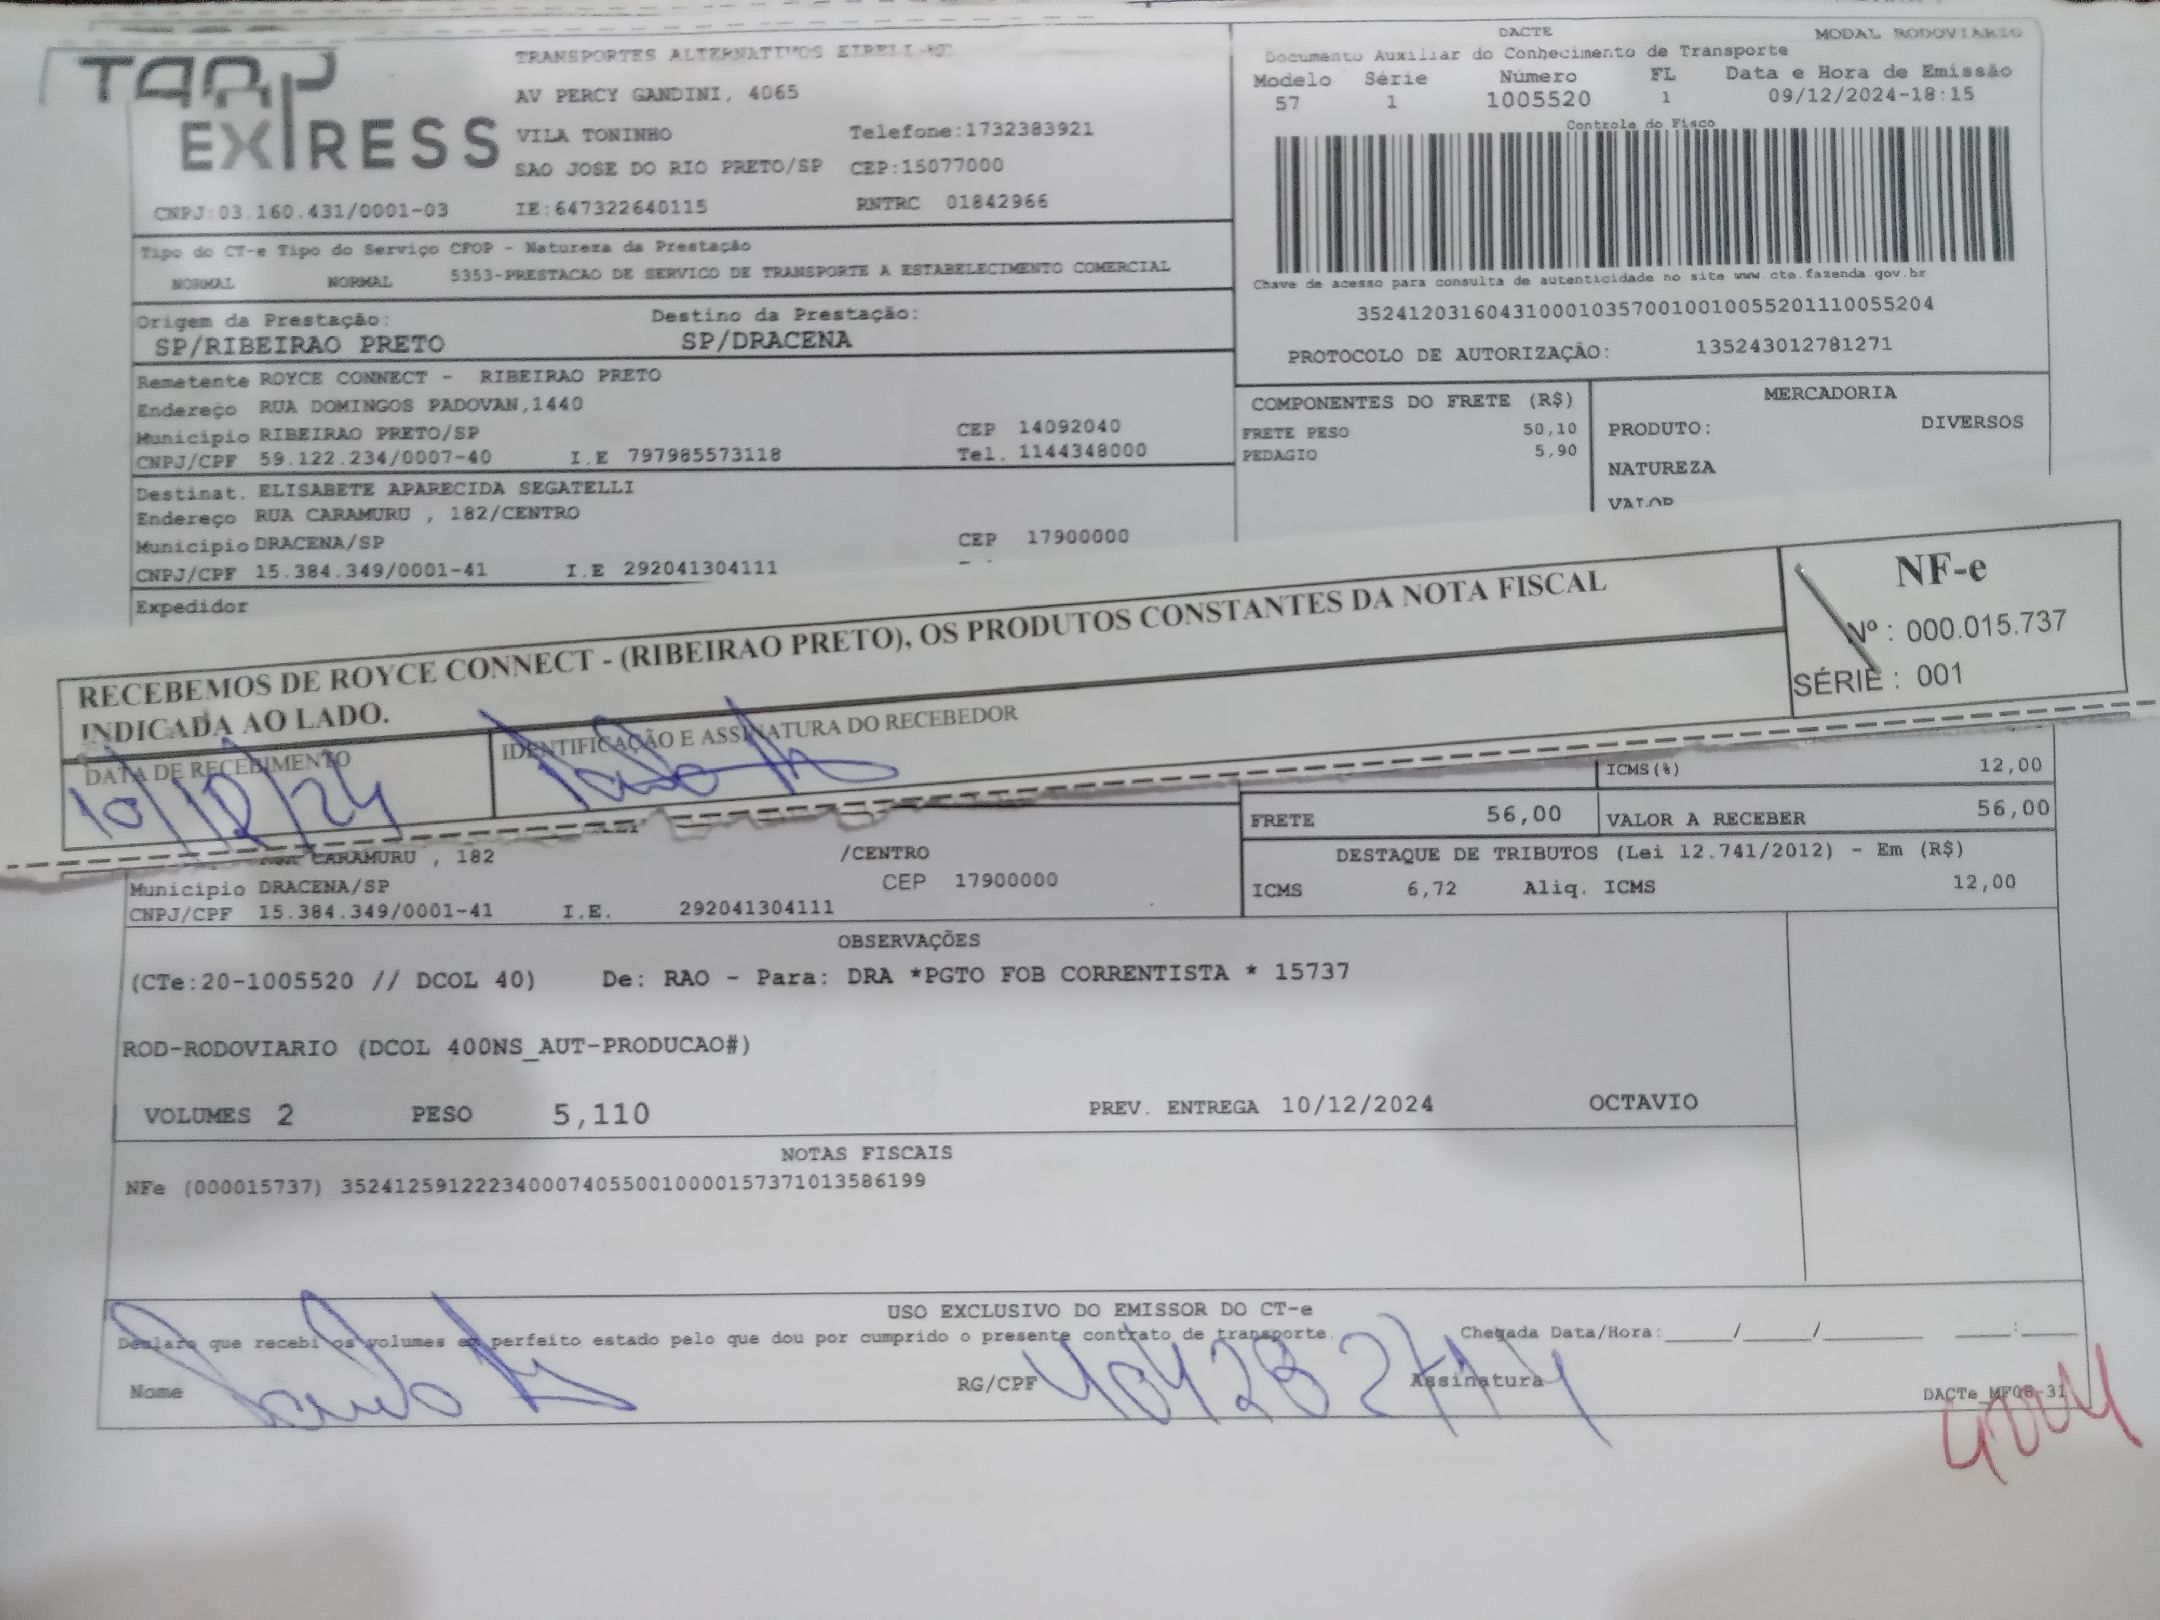 TARP EXPRESS
TRANSPORTES ALTERNATIVOS EIRELI-ME
AV PERCY GANDINI, 4065
VILA TONINHO Telefone:1732383921
SAO JOSE DO RIO PRETO/SP CEP:15077000
CNPJ:03.160.431/0001-03 IE:647322640115 RNTRC 01842966
DACTE MODAL RODOVIÁRIO
Documento Auxiliar do Conhecimento de Transporte
Modelo Série Número FL Data e Hora de Emissão
57 1 1005520 1 09/12/2024-18:15
Controle do Fisco
Chave de acesso para consulta de autenticidade no site www.cte.fazenda.gov.br
35241203160431000103570010010055201110055204
PROTOCOLO DE AUTORIZAÇÃO: 135243012781271
Tipo do CT-e Tipo do Serviço CFOP - Natureza da Prestação
NORMAL NORMAL 5353-PRESTACAO DE SERVICO DE TRANSPORTE A ESTABELECIMENTO COMERCIAL
Origem da Prestação: Destino da Prestação:
SP/RIBEIRAO PRETO SP/DRACENA
Remetente ROYCE CONNECT - RIBEIRAO PRETO
Endereço RUA DOMINGOS PADOVAN,1440
Município RIBEIRAO PRETO/SP CEP 14092040
CNPJ/CPF 59.122.234/0007-40 I.E 797985573118 Tel. 1144348000
Destinat. ELISABETE APARECIDA SEGATELLI
Endereço RUA CARAMURU , 182/CENTRO
Município DRACENA/SP CEP 17900000
CNPJ/CPF 15.384.349/0001-41 I.E 292041304111
Expedidor
COMPONENTES DO FRETE (R$)
FRETE PESO 50,10
PEDAGIO 5,90
MERCADORIA
PRODUTO: DIVERSOS
NATUREZA
VALOR
RECEBEMOS DE ROYCE CONNECT - (RIBEIRAO PRETO), OS PRODUTOS CONSTANTES DA NOTA FISCAL
INDICADA AO LADO.
DATA DE RECEBIMENTO IDENTIFICAÇÃO E ASSINATURA DO RECEBEDOR
10/12/24
NF-e
Nº : 000.015.737
SÉRIE : 001
ICMS(%) 12,00
FRETE 56,00 VALOR A RECEBER 56,00
DESTAQUE DE TRIBUTOS (Lei 12.741/2012) - Em (R$)
ICMS 6,72 Aliq. ICMS 12,00
CARAMURU , 182 /CENTRO
Município DRACENA/SP CEP 17900000
CNPJ/CPF 15.384.349/0001-41 I.E. 292041304111
OBSERVAÇÕES
(CTe:20-1005520 // DCOL 40) De: RAO - Para: DRA *PGTO FOB CORRENTISTA * 15737
ROD-RODOVIARIO (DCOL 400NS_AUT-PRODUCAO#)
VOLUMES 2 PESO 5,110 PREV. ENTREGA 10/12/2024 OCTAVIO
NOTAS FISCAIS
NFe (000015737) 35241259122234000740550010000157371013586199
USO EXCLUSIVO DO EMISSOR DO CT-e
Declaro que recebi os volumes em perfeito estado pelo que dou por cumprido o presente contrato de transporte. Chegada Data/Hora:_____/_____/_______ ____:____
Nome RG/CPF Assinatura
DACTe_MF08-31